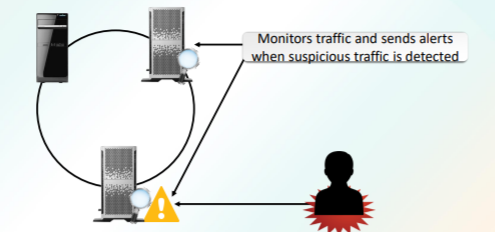 Monitors traffic and sends alerts
when suspicious traffic is detected